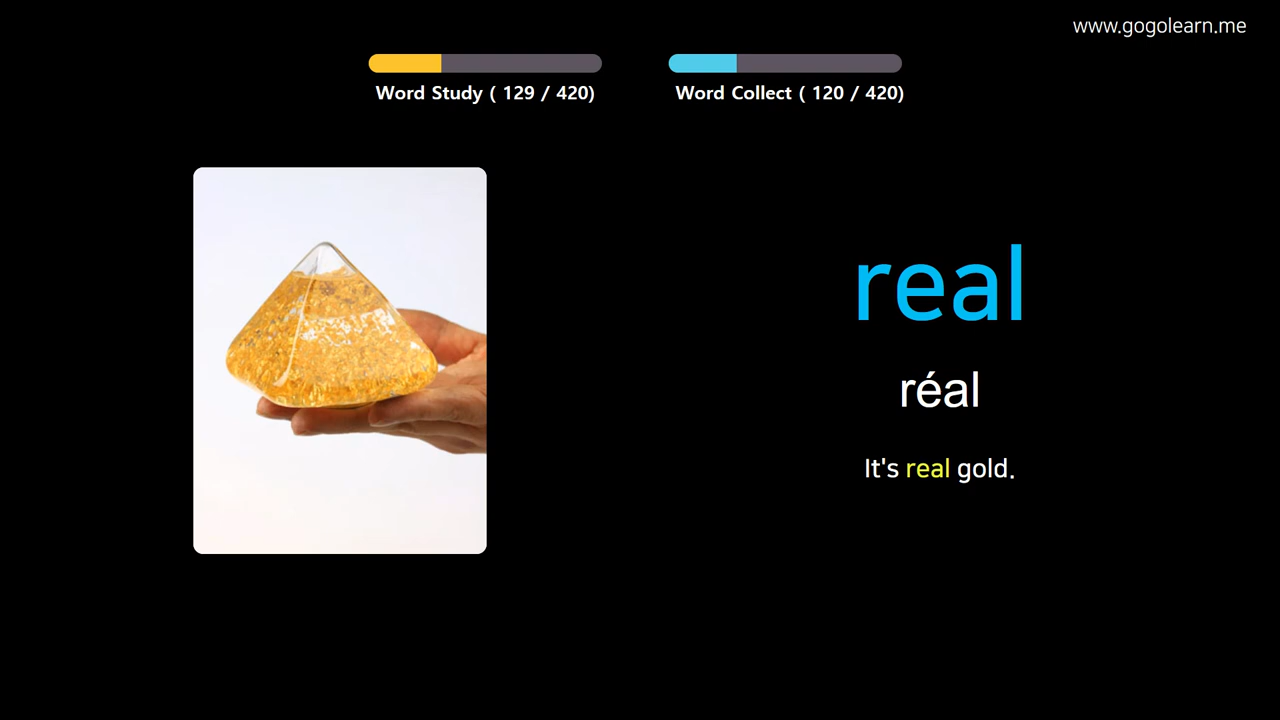 www.gogolearn.me
Word Study ( 129 / 420)
Word Collect ( 120 / 420)
real
réal
It's real gold.